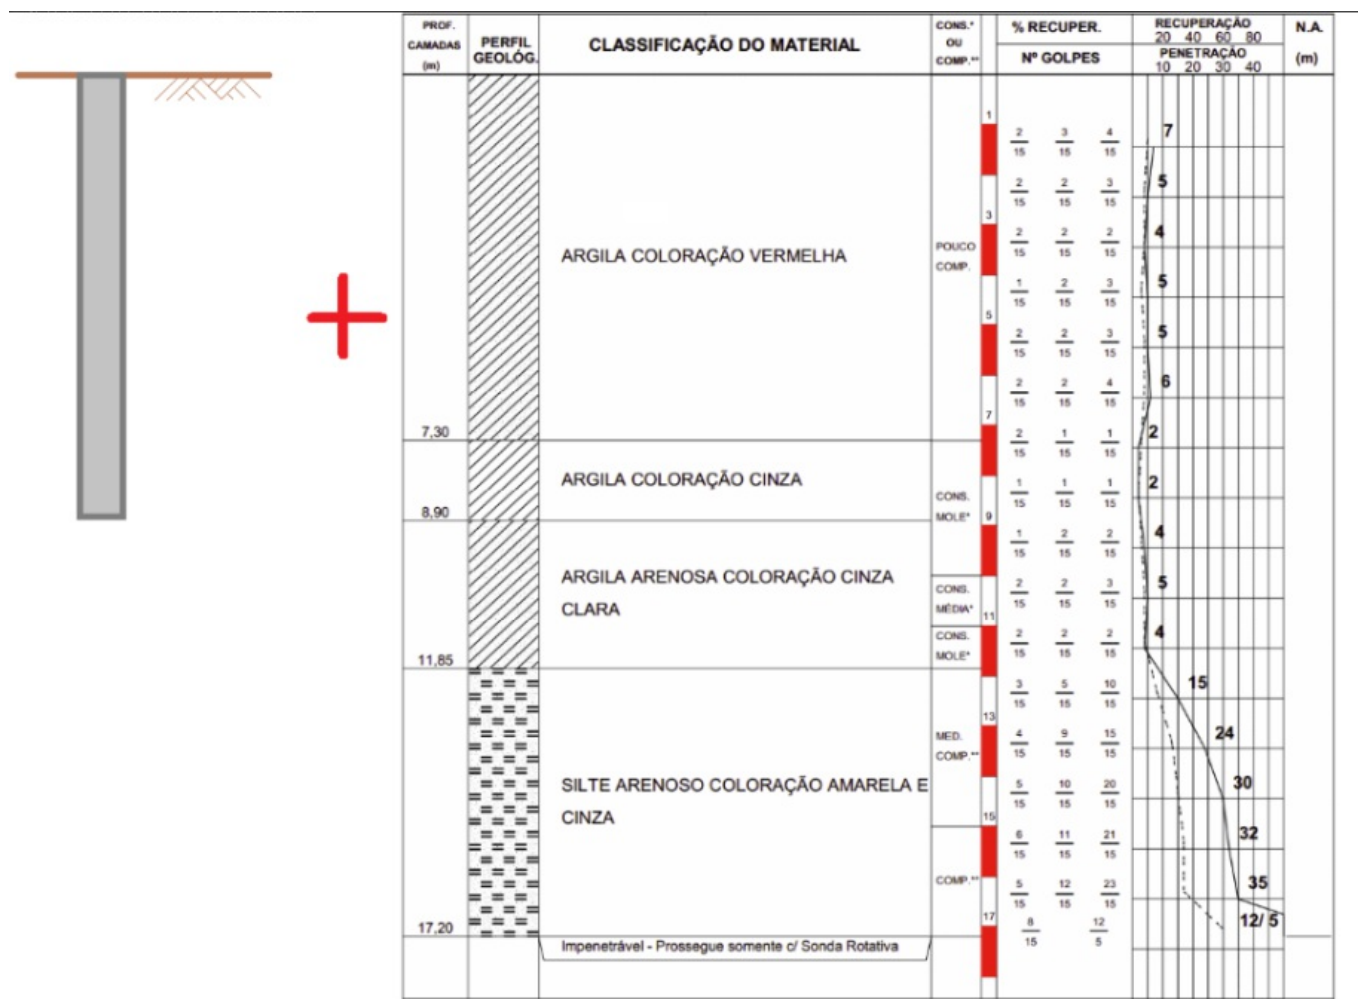 PROF.
CAMADAS
(m)
PERFIL
GEOLÓG.
CLASSIFICAÇÃO DO MATERIAL
CONS.*
OU
COMP.**
% RECUPER.
Nº GOLPES
RECUPERAÇÃO
20 40 60 80
PENETRAÇÃO
10 20 30 40
N.A.
(m)
1
2/15 3/15 4/15 7
2/15 2/15 3/15 5
3
2/15 2/15 2/15 4
POUCO
COMP.
ARGILA COLORAÇÃO VERMELHA
1/15 2/15 3/15 5
5
2/15 2/15 3/15 5
2/15 2/15 4/15 6
7
7,30
2/15 1/15 1/15 2
ARGILA COLORAÇÃO CINZA
1/15 1/15 1/15 2
CONS.
MOLE*
9
8,90
1/15 2/15 2/15 4
ARGILA ARENOSA COLORAÇÃO CINZA
CLARA
CONS.
MÉDIA*
2/15 2/15 3/15 5
11
CONS.
MOLE*
2/15 2/15 2/15 4
11,85
3/15 5/15 10/15 15
13
MED.
COMP.**
4/15 9/15 15/15 24
SILTE ARENOSO COLORAÇÃO AMARELA E
CINZA
5/15 10/15 20/15 30
15
6/15 11/15 21/15 32
COMP.**
5/15 12/15 23/15 35
17
8/15 12/5 12/ 5
17,20
Impenetrável - Prossegue somente c/ Sonda Rotativa